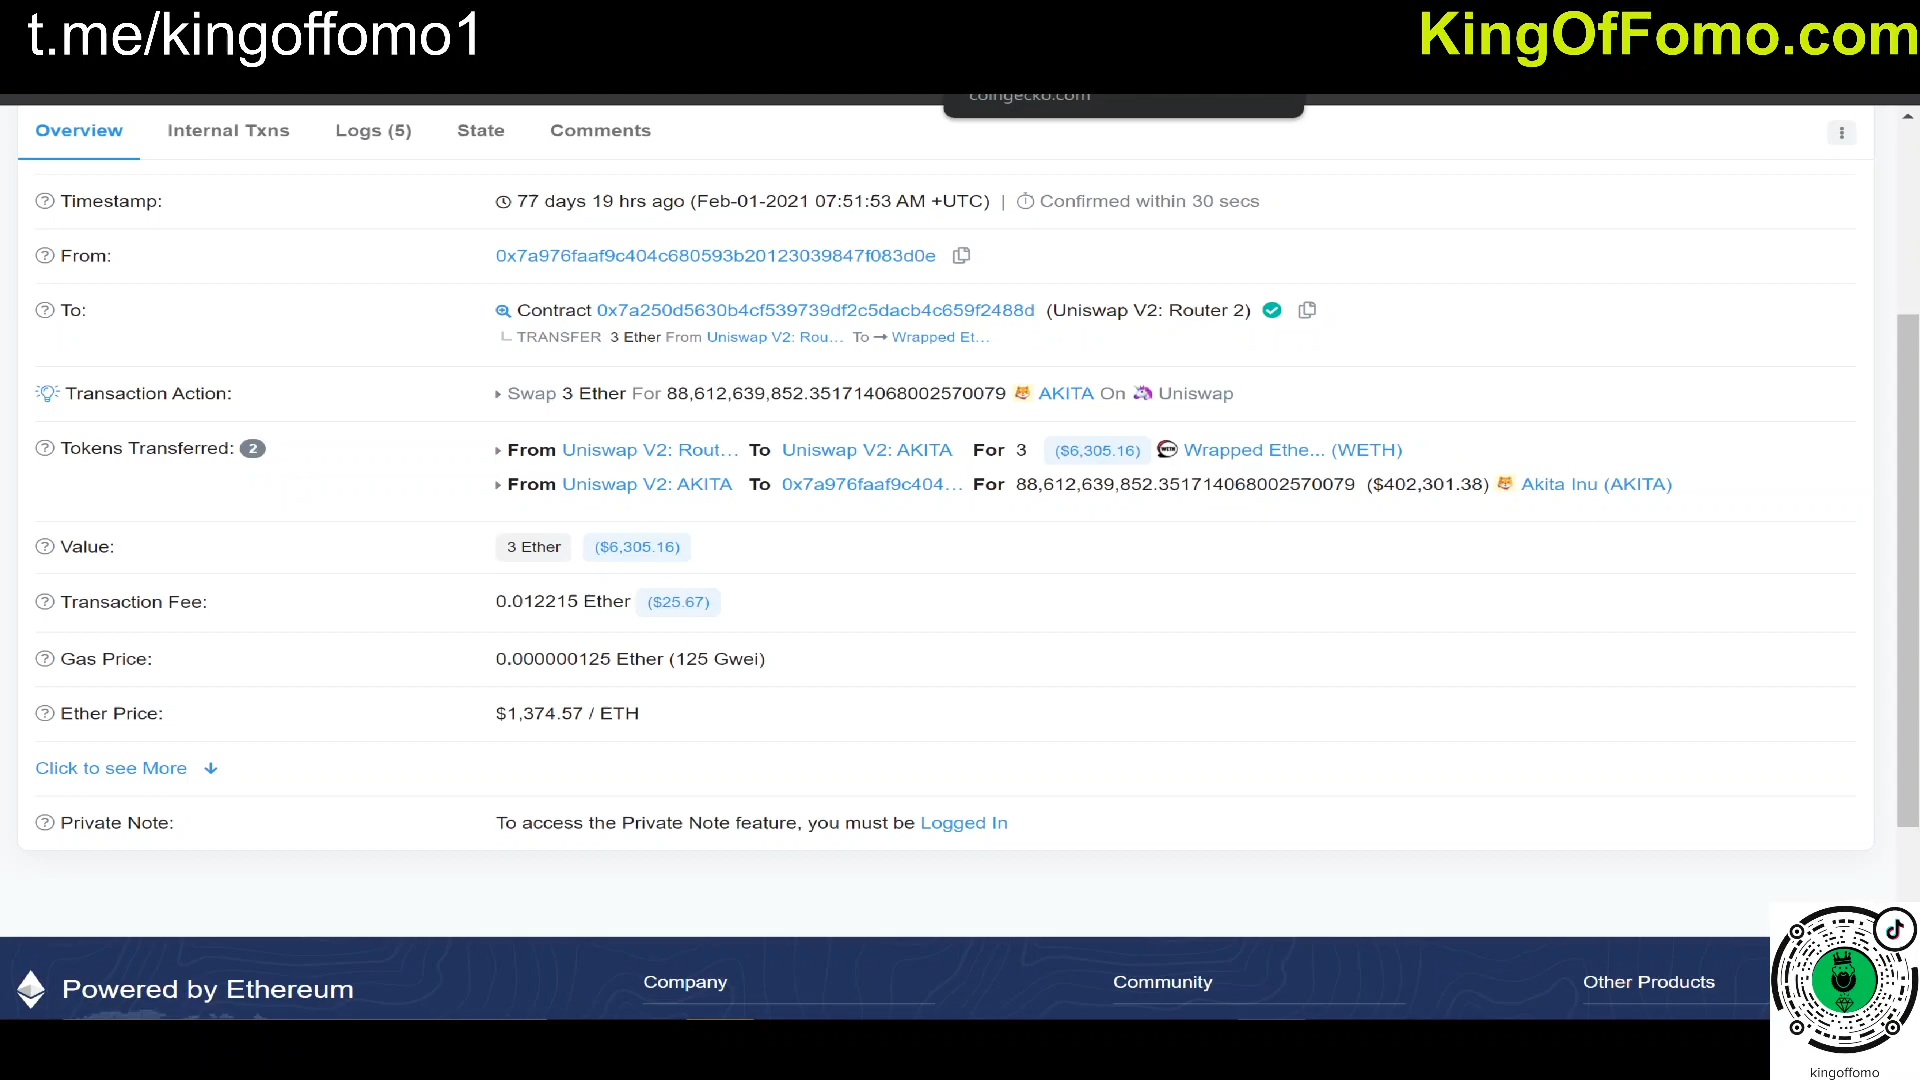 t.me/kingoffomo1
KingOfFomo.com
coingecko.com
Overview Internal Txns Logs (5) State Comments
Timestamp: 77 days 19 hrs ago (Feb-01-2021 07:51:53 AM +UTC) | Confirmed within 30 secs
From: 0x7a976faaf9c404c680593b20123039847f083d0e
To: Contract 0x7a250d5630b4cf539739df2c5dacb4c659f2488d (Uniswap V2: Router 2)
TRANSFER 3 Ether From Uniswap V2: Rou... To → Wrapped Et...
Transaction Action: Swap 3 Ether For 88,612,639,852.351714068002570079 AKITA On Uniswap
Tokens Transferred: 2 From Uniswap V2: Rout... To Uniswap V2: AKITA For 3 ($6,305.16) Wrapped Ethe... (WETH)
From Uniswap V2: AKITA To 0x7a976faaf9c404... For 88,612,639,852.351714068002570079 ($402,301.38) Akita Inu (AKITA)
Value: 3 Ether ($6,305.16)
Transaction Fee: 0.012215 Ether ($25.67)
Gas Price: 0.000000125 Ether (125 Gwei)
Ether Price: $1,374.57 / ETH
Click to see More
Private Note: To access the Private Note feature, you must be Logged In
Powered by Ethereum Company Community Other Products
kingoffomo